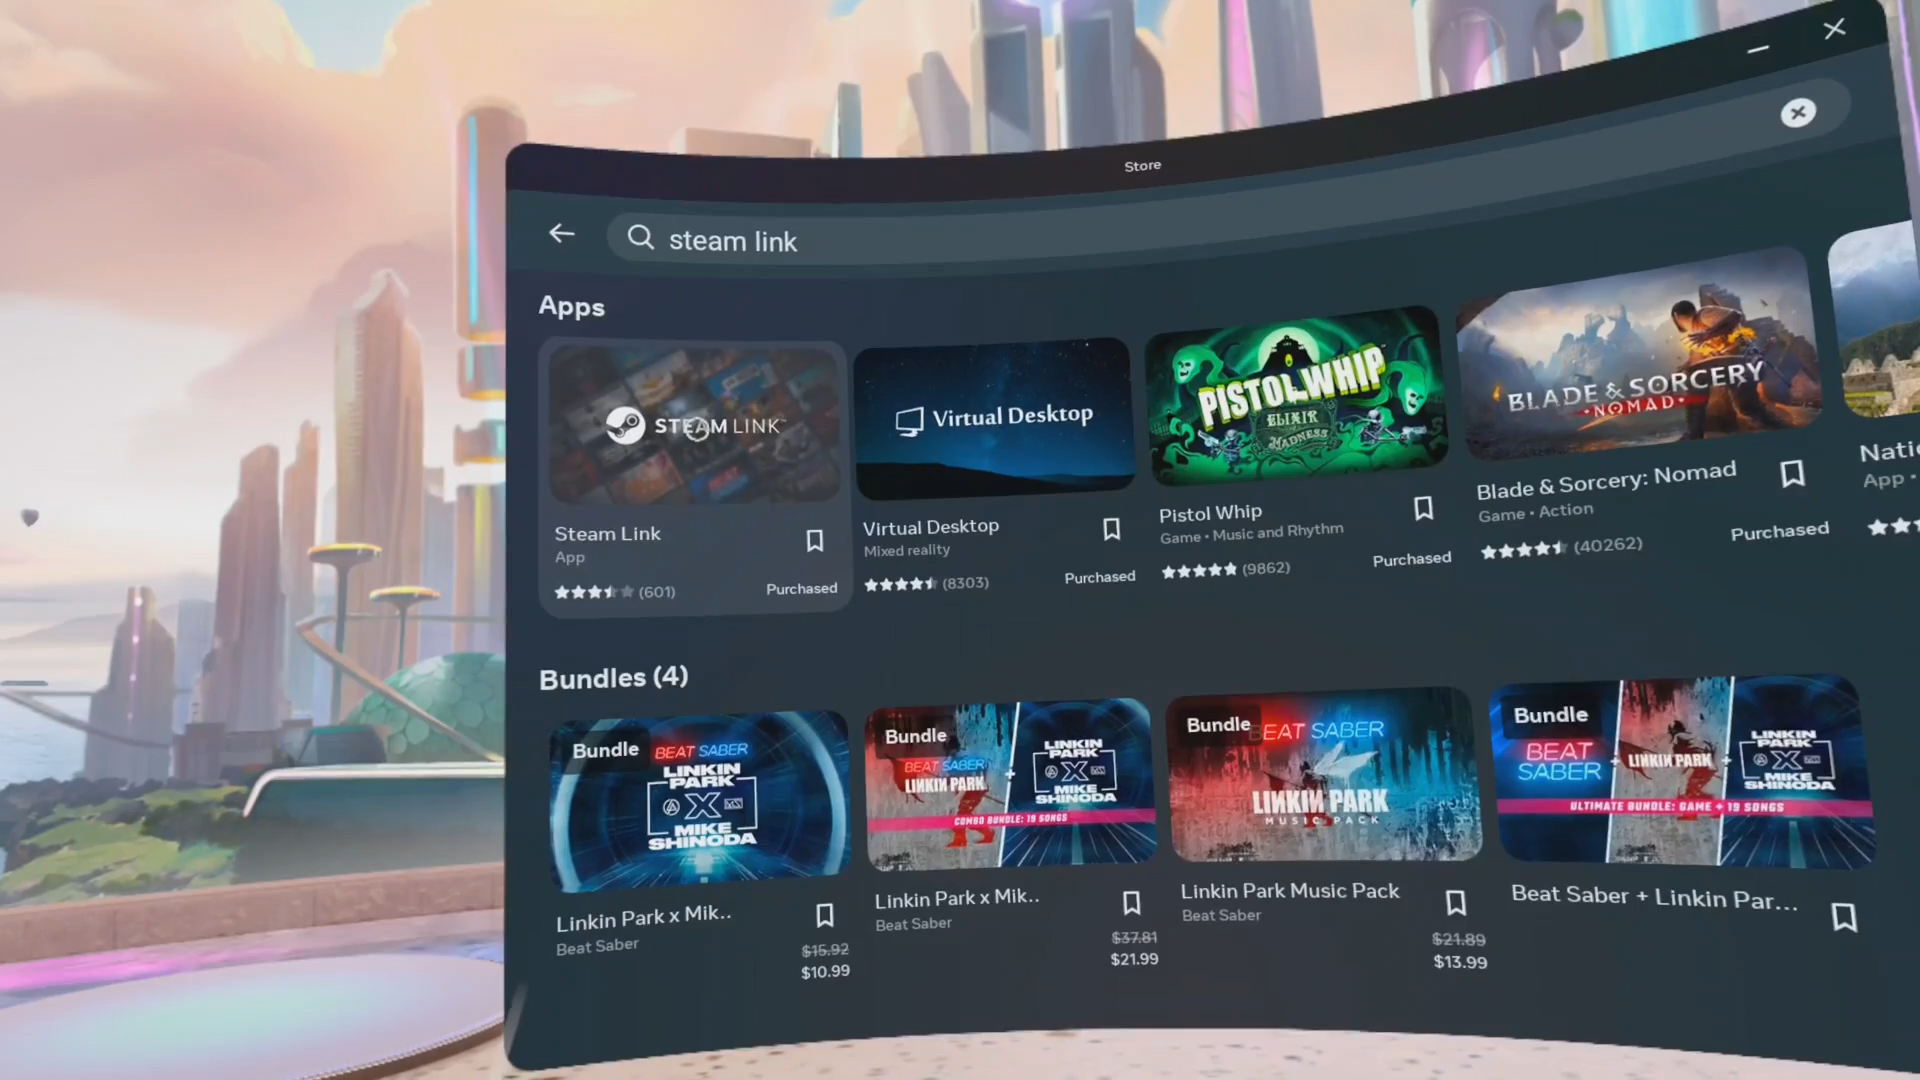 Store
steam link
Apps
STEAM LINK™
Virtual Desktop
PISTOL WHIP
ELIXIR
OF
MADNESS
BLADE & SORCERY
NOMAD
Steam Link
App
(601)
Purchased
Virtual Desktop
Mixed reality
(8303)
Purchased
Pistol Whip
Game • Music and Rhythm
(9862)
Purchased
Blade & Sorcery: Nomad
Game • Action
(40262)
Purchased
Natio
App •
Bundles (4)
Bundle
BEAT SABER
LINKIN
PARK
X
MIKE
SHINODA
Bundle
BEAT SABER
LINKIN PARK
+
LINKIN
PARK
X
MIKE
SHINODA
COMBO BUNDLE: 19 SONGS
Bundle
BEAT SABER
LINKIN PARK
MUSIC PACK
Bundle
BEAT
SABER
+
LINKIN PARK
+
LINKIN
PARK
X
MIKE
SHINODA
ULTIMATE BUNDLE: GAME + 19 SONGS
Linkin Park x Mik..
Beat Saber
$15.92
$10.99
Linkin Park x Mik..
Beat Saber
$37.81
$21.99
Linkin Park Music Pack
Beat Saber
$21.89
$13.99
Beat Saber + Linkin Par...